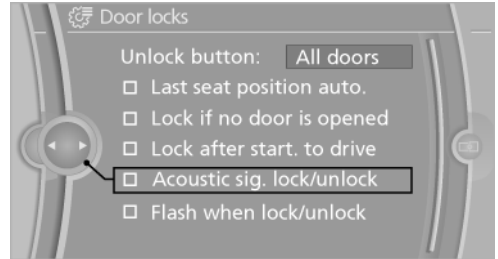 Door locks
Unlock button: All doors
Last seat position auto.
Lock if no door is opened
Lock after start. to drive
Acoustic sig. lock/unlock
Flash when lock/unlock